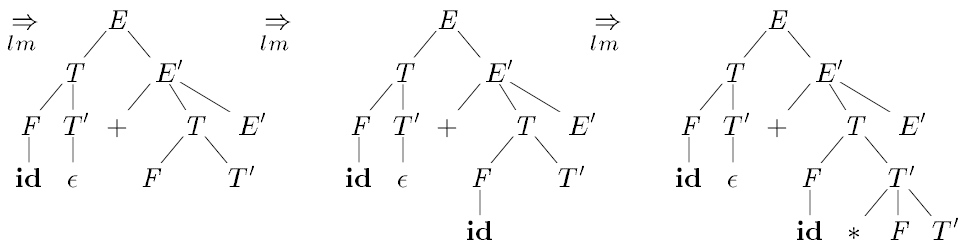 ⇒ E ⇒ E ⇒ E
lm lm lm
T E′ T E′ T E′
F T′ + T E′ F T′ + T E′ F T′ + T E′
id ϵ F T′ id ϵ F T′ id ϵ F T′
id id * F T′